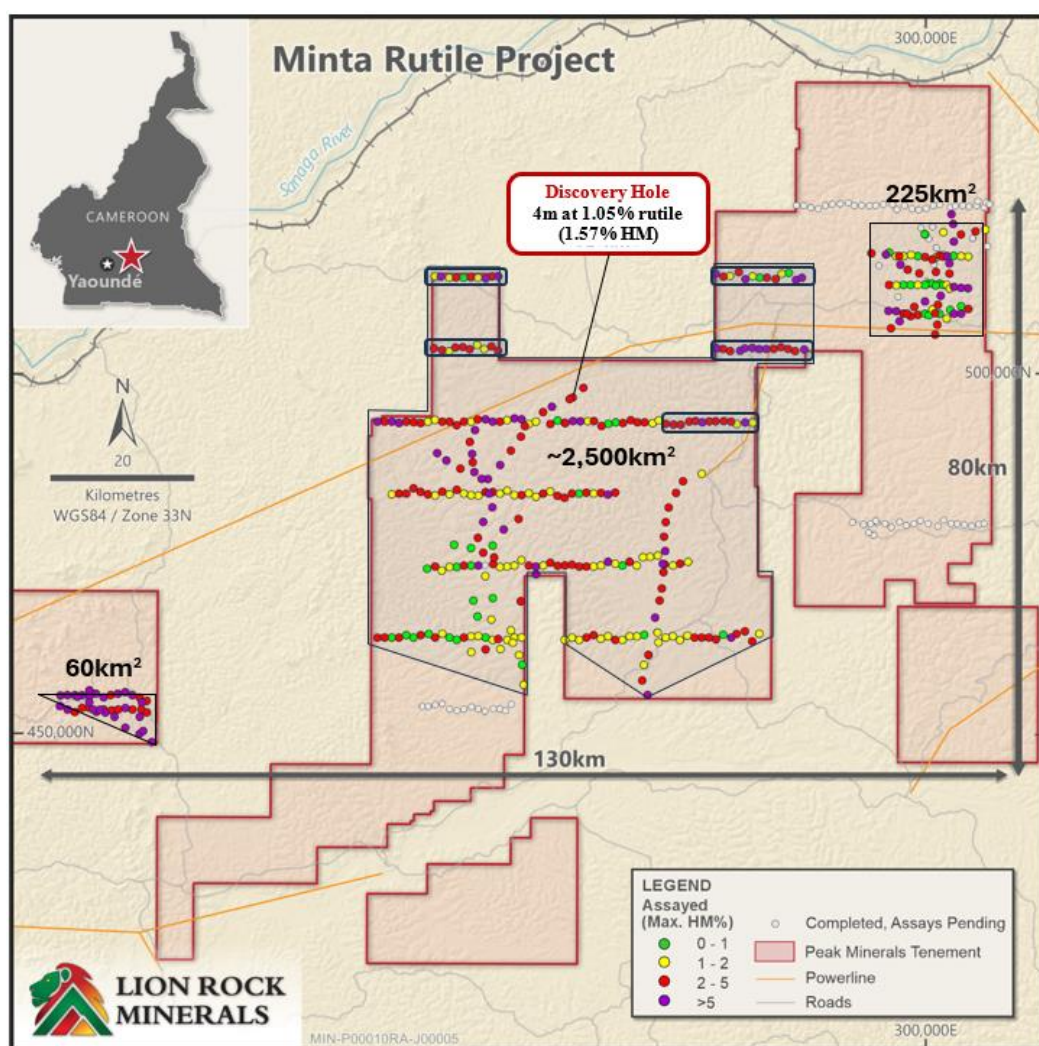 Minta Rutile Project
300,000E
Sanaga River
CAMEROON
Yaoundé
Discovery Hole
4m at 1.05% rutile
(1.57% HM)
225km²
500,000N
N
20
Kilometres
WGS84 / Zone 33N
~2,500km²
80km
60km²
450,000N
130km
LEGEND
Assayed
(Max. HM%)
0 - 1
1 - 2
2 - 5
>5
Completed, Assays Pending
Peak Minerals Tenement
Powerline
Roads
LION ROCK
MINERALS
MIN-P00010RA-J00005
300,000E